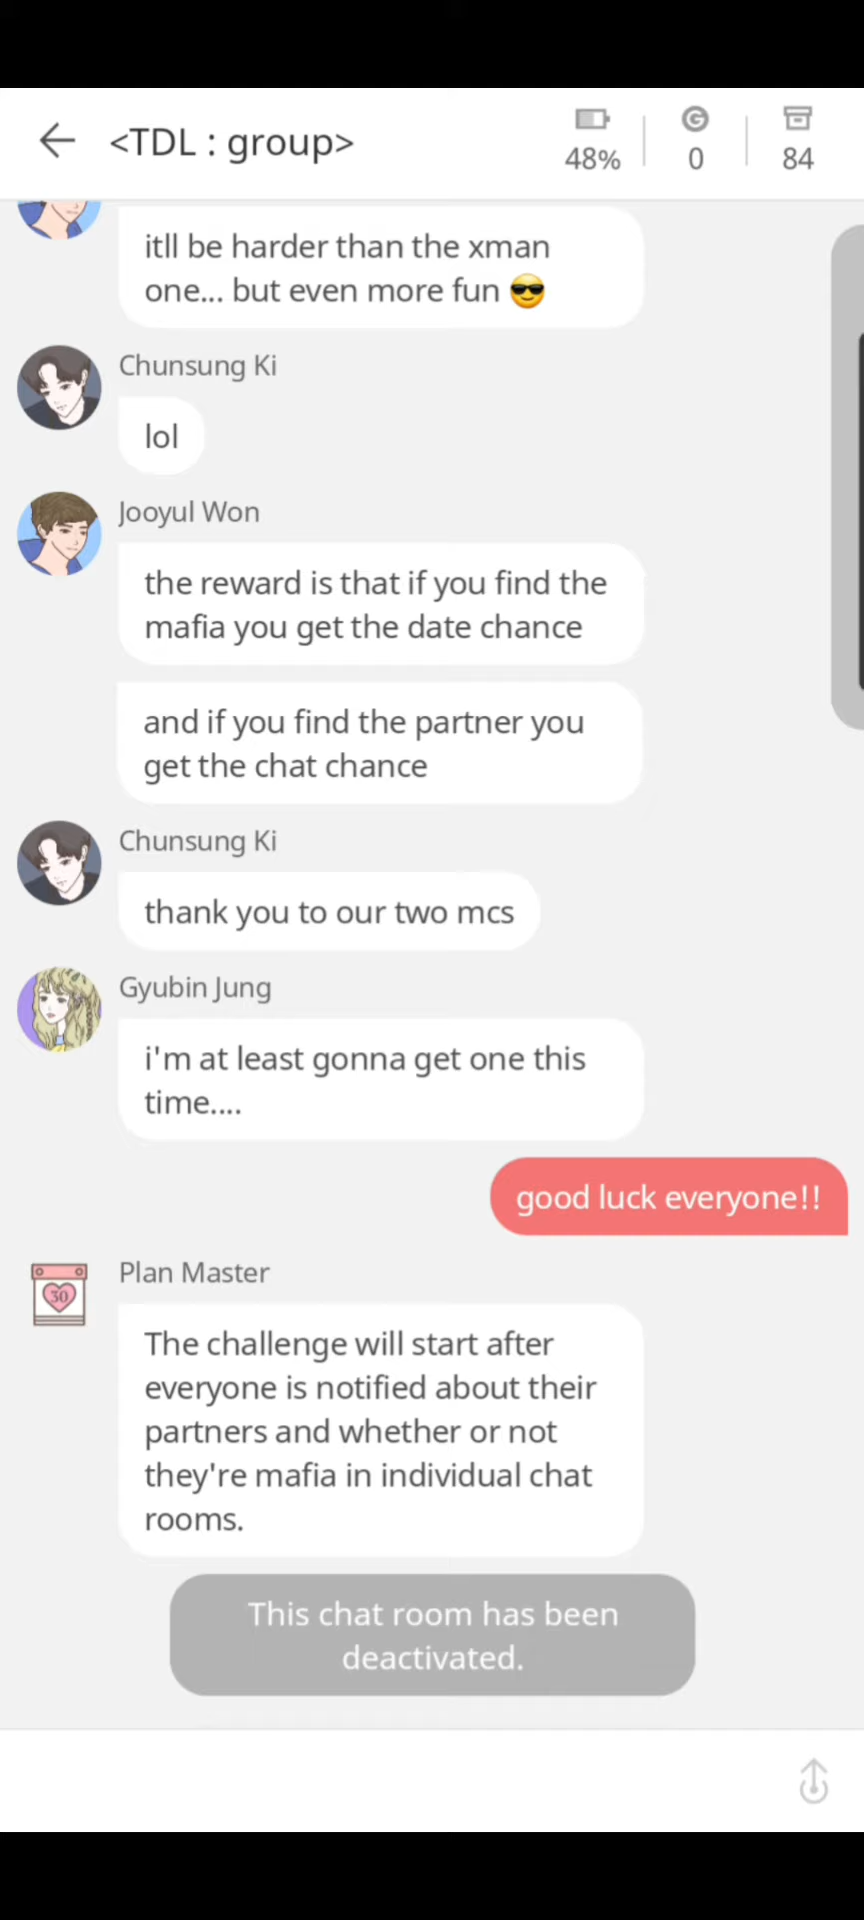 <TDL : group>
48%
0
84
itll be harder than the xman
one... but even more fun 😎
Chunsung Ki
lol
Jooyul Won
the reward is that if you find the
mafia you get the date chance
and if you find the partner you
get the chat chance
Chunsung Ki
thank you to our two mcs
Gyubin Jung
i'm at least gonna get one this
time....
good luck everyone!!
30
Plan Master
The challenge will start after
everyone is notified about their
partners and whether or not
they're mafia in individual chat
rooms.
This chat room has been
deactivated.